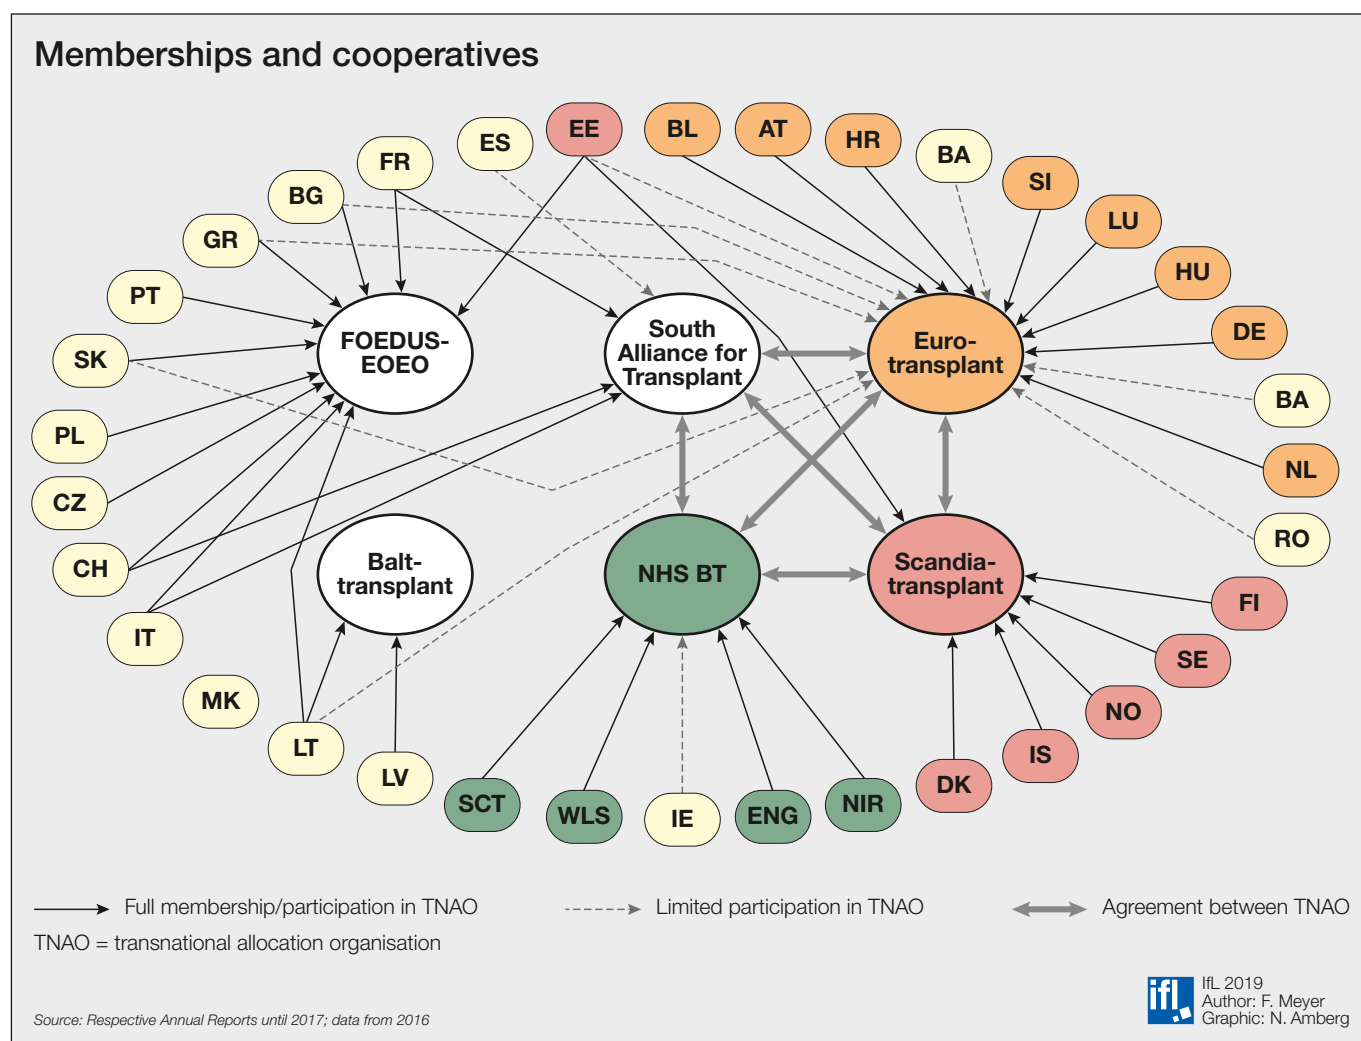 Memberships and cooperatives
EE
BL
AT
HR
ES
BA
FR
SI
BG
LU
GR
HU
PT
DE
SK
FOEDUS-
EOEO
South
Alliance for
Transplant
Euro-
transplant
BA
PL
NL
CZ
RO
CH
Balt-
transplant
NHS BT
Scandia-
transplant
FI
IT
SE
MK
NO
LT
IS
LV
DK
SCT
WLS
IE
ENG
NIR
Full membership/participation in TNAO
Limited participation in TNAO
Agreement between TNAO
TNAO = transnational allocation organisation
ifl
IfL 2019
Author: F. Meyer
Graphic: N. Amberg
Source: Respective Annual Reports until 2017; data from 2016